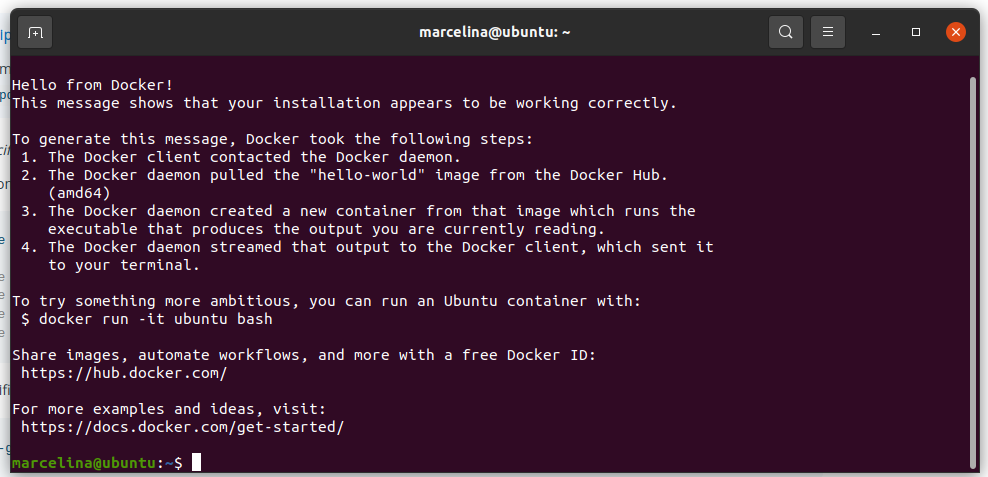 marcelina@ubuntu: ~
Hello from Docker!
This message shows that your installation appears to be working correctly.
To generate this message, Docker took the following steps:
1. The Docker client contacted the Docker daemon.
2. The Docker daemon pulled the "hello-world" image from the Docker Hub.
(amd64)
3. The Docker daemon created a new container from that image which runs the
executable that produces the output you are currently reading.
4. The Docker daemon streamed that output to the Docker client, which sent it
to your terminal.
To try something more ambitious, you can run an Ubuntu container with:
$ docker run -it ubuntu bash
Share images, automate workflows, and more with a free Docker ID:
https://hub.docker.com/
For more examples and ideas, visit:
https://docs.docker.com/get-started/
marcelina@ubuntu:~$